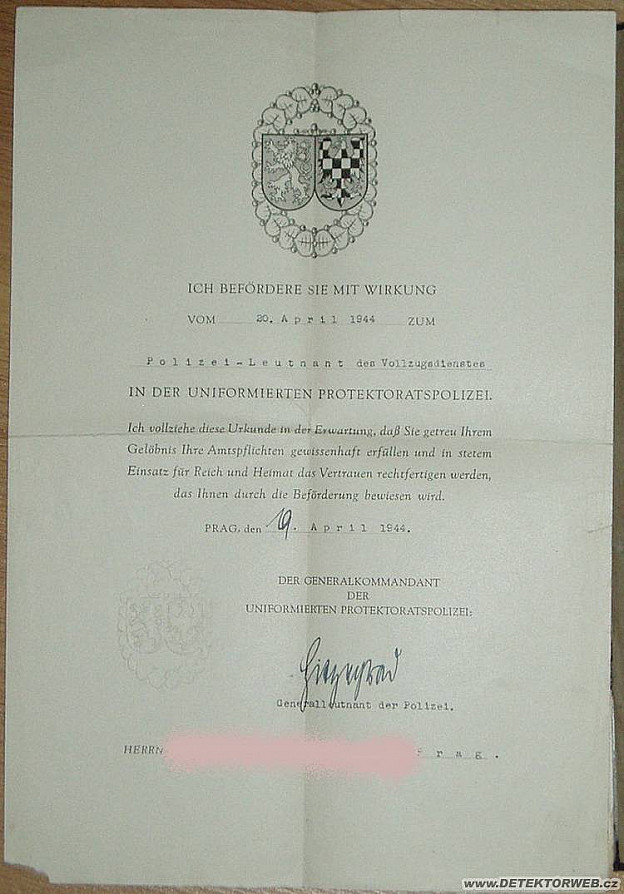 ICH BEFÖRDERE SIE MIT WIRKUNG
VOM 20. April 1944 ZUM
Polizei-Leutnant des Vollzugsdienstes
IN DER UNIFORMIERTEN PROTEKTORATSPOLIZEI.
Ich vollziehe diese Urkunde in der Erwartung, daß Sie getreu Ihrem
Gelöbnis Ihre Amtspflichten gewissenhaft erfüllen und in stetem
Einsatz für Reich und Heimat das Vertrauen rechtfertigen werden,
das Ihnen durch die Beförderung bewiesen wird.
PRAG, den 19. April 1944.
DER GENERALKOMMANDANT
DER
UNIFORMIERTEN PROTEKTORATSPOLIZEI:
Generalleutnant der Polizei.
HERRN Prag.
www.DETEKTORWEB.cz